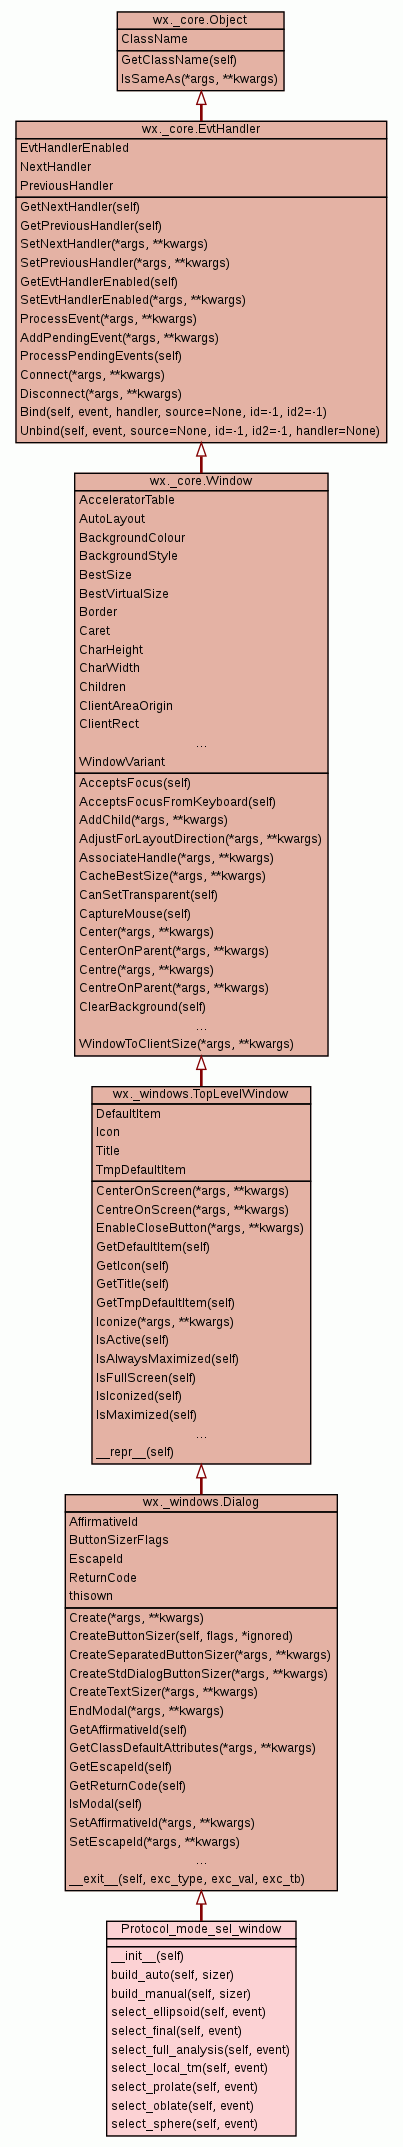 wx._core.Object
ClassName
GetClassName(self)
IsSameAs(*args, **kwargs)
wx._core.EvtHandler
EvtHandlerEnabled
NextHandler
PreviousHandler
GetNextHandler(self)
GetPreviousHandler(self)
SetNextHandler(*args, **kwargs)
SetPreviousHandler(*args, **kwargs)
GetEvtHandlerEnabled(self)
SetEvtHandlerEnabled(*args, **kwargs)
ProcessEvent(*args, **kwargs)
AddPendingEvent(*args, **kwargs)
ProcessPendingEvents(self)
Connect(*args, **kwargs)
Disconnect(*args, **kwargs)
Bind(self, event, handler, source=None, id=-1, id2=-1)
Unbind(self, event, source=None, id=-1, id2=-1, handler=None)
wx._core.Window
AcceleratorTable
AutoLayout
BackgroundColour
BackgroundStyle
BestSize
BestVirtualSize
Border
Caret
CharHeight
CharWidth
Children
ClientAreaOrigin
ClientRect
...
WindowVariant
AcceptsFocus(self)
AcceptsFocusFromKeyboard(self)
AddChild(*args, **kwargs)
AdjustForLayoutDirection(*args, **kwargs)
AssociateHandle(*args, **kwargs)
CacheBestSize(*args, **kwargs)
CanSetTransparent(self)
CaptureMouse(self)
Center(*args, **kwargs)
CenterOnParent(*args, **kwargs)
Centre(*args, **kwargs)
CentreOnParent(*args, **kwargs)
ClearBackground(self)
...
WindowToClientSize(*args, **kwargs)
wx._windows.TopLevelWindow
DefaultItem
Icon
Title
TmpDefaultItem
CenterOnScreen(*args, **kwargs)
CentreOnScreen(*args, **kwargs)
EnableCloseButton(*args, **kwargs)
GetDefaultItem(self)
GetIcon(self)
GetTitle(self)
GetTmpDefaultItem(self)
Iconize(*args, **kwargs)
IsActive(self)
IsAlwaysMaximized(self)
IsFullScreen(self)
IsIconized(self)
IsMaximized(self)
...
__repr__(self)
wx._windows.Dialog
AffirmativeId
ButtonSizerFlags
EscapeId
ReturnCode
thisown
Create(*args, **kwargs)
CreateButtonSizer(self, flags, *ignored)
CreateSeparatedButtonSizer(*args, **kwargs)
CreateStdDialogButtonSizer(*args, **kwargs)
CreateTextSizer(*args, **kwargs)
EndModal(*args, **kwargs)
GetAffirmativeId(self)
GetClassDefaultAttributes(*args, **kwargs)
GetEscapeId(self)
GetReturnCode(self)
IsModal(self)
SetAffirmativeId(*args, **kwargs)
SetEscapeId(*args, **kwargs)
...
__exit__(self, exc_type, exc_val, exc_tb)
Protocol_mode_sel_window
__init__(self)
build_auto(self, sizer)
build_manual(self, sizer)
select_ellipsoid(self, event)
select_final(self, event)
select_full_analysis(self, event)
select_local_tm(self, event)
select_prolate(self, event)
select_oblate(self, event)
select_sphere(self, event)